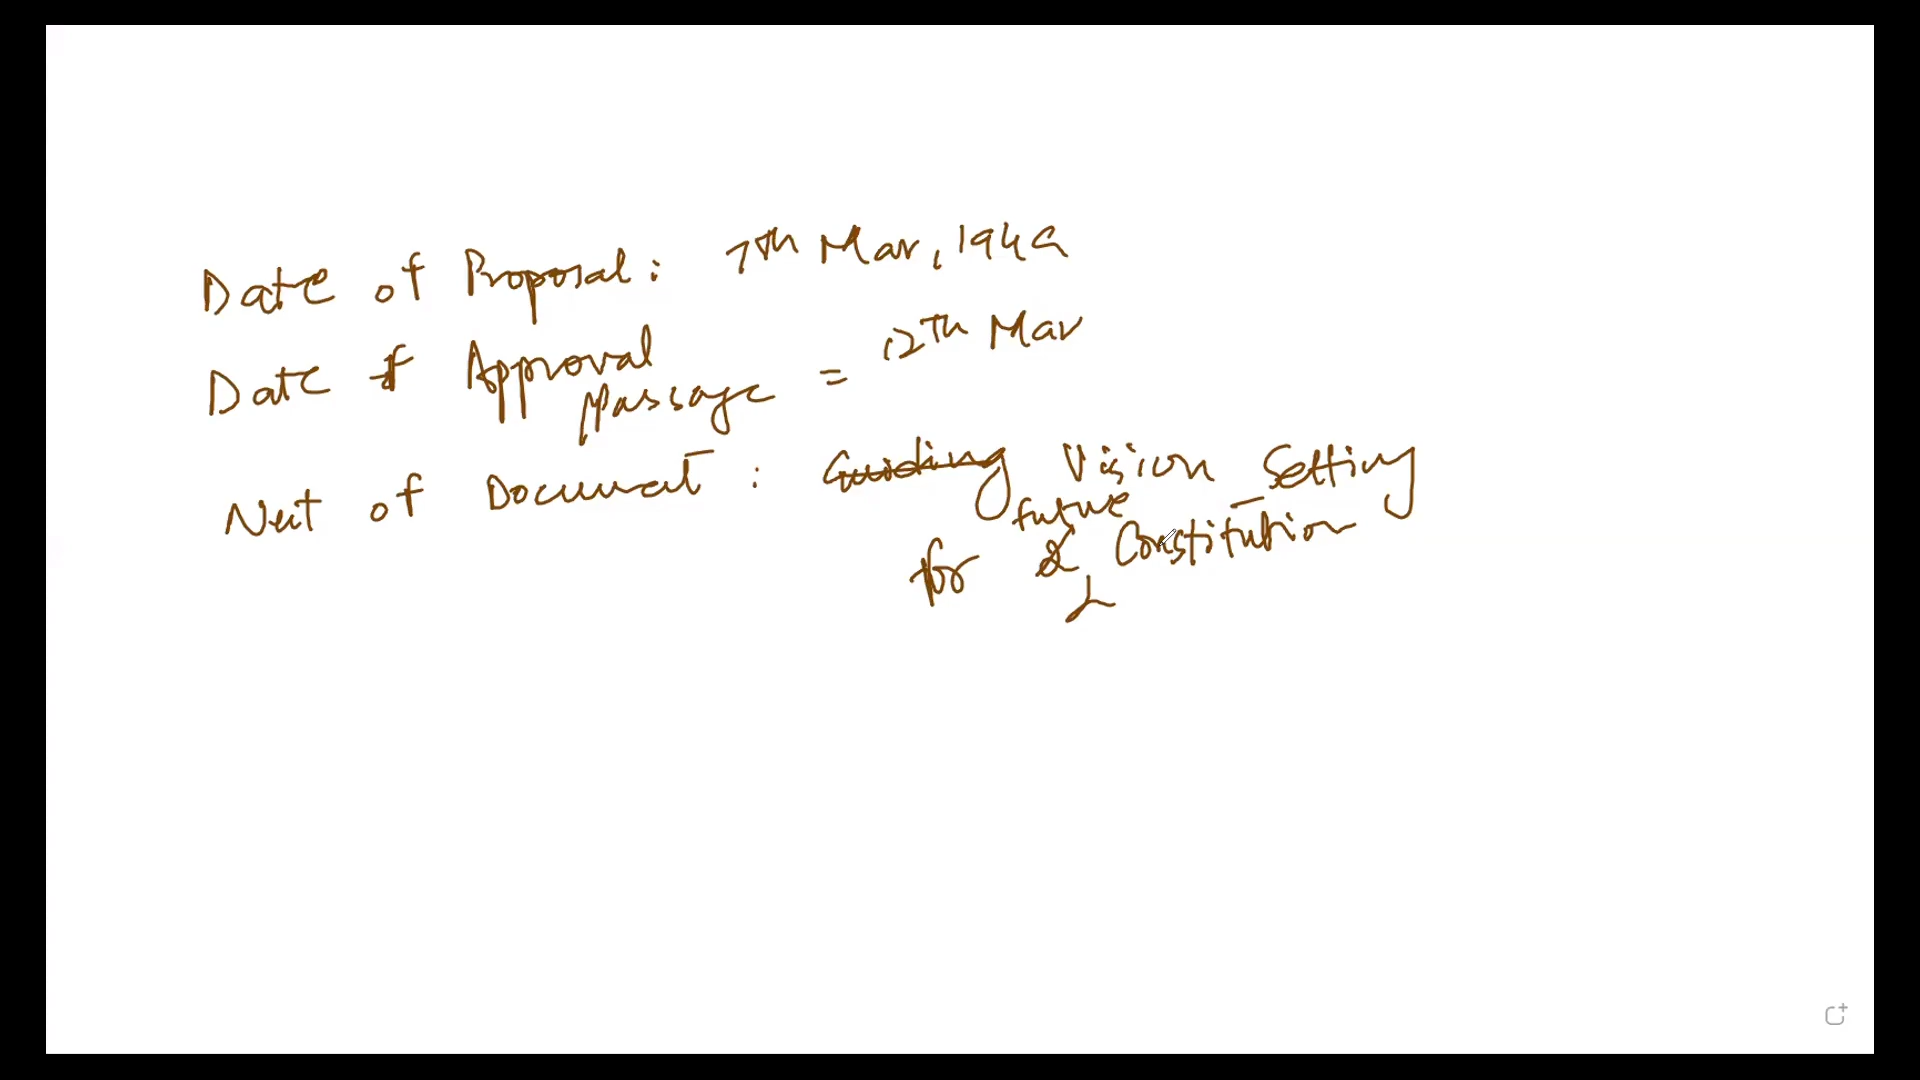 Date of Proposal: 7th Mar, 1949
Date of Approval = 12th Mar
Passage
of Document: Guiding Vision Setting
future
for Constitution